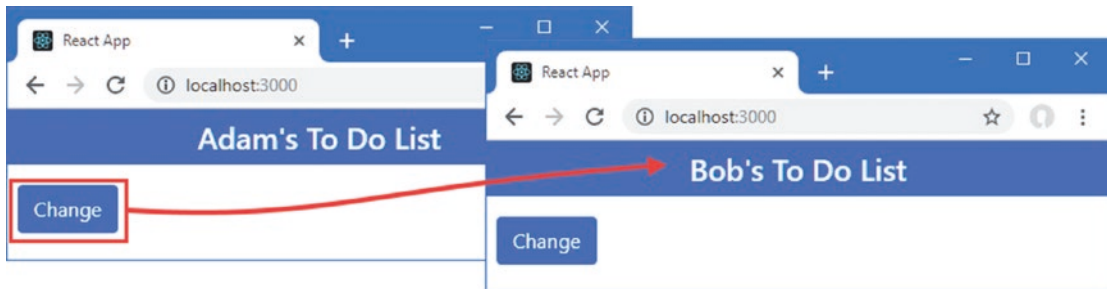 React App
localhost:3000
Adam's To Do List
Change
React App
localhost:3000
Bob's To Do List
Change